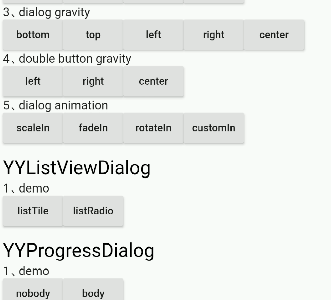 3、dialog gravity
bottom top left right center
4、double button gravity
left right center
5、dialog animation
scaleIn fadeIn rotateIn customIn
YYListViewDialog
1、demo
listTile listRadio
YYProgressDialog
1、demo
nobody body